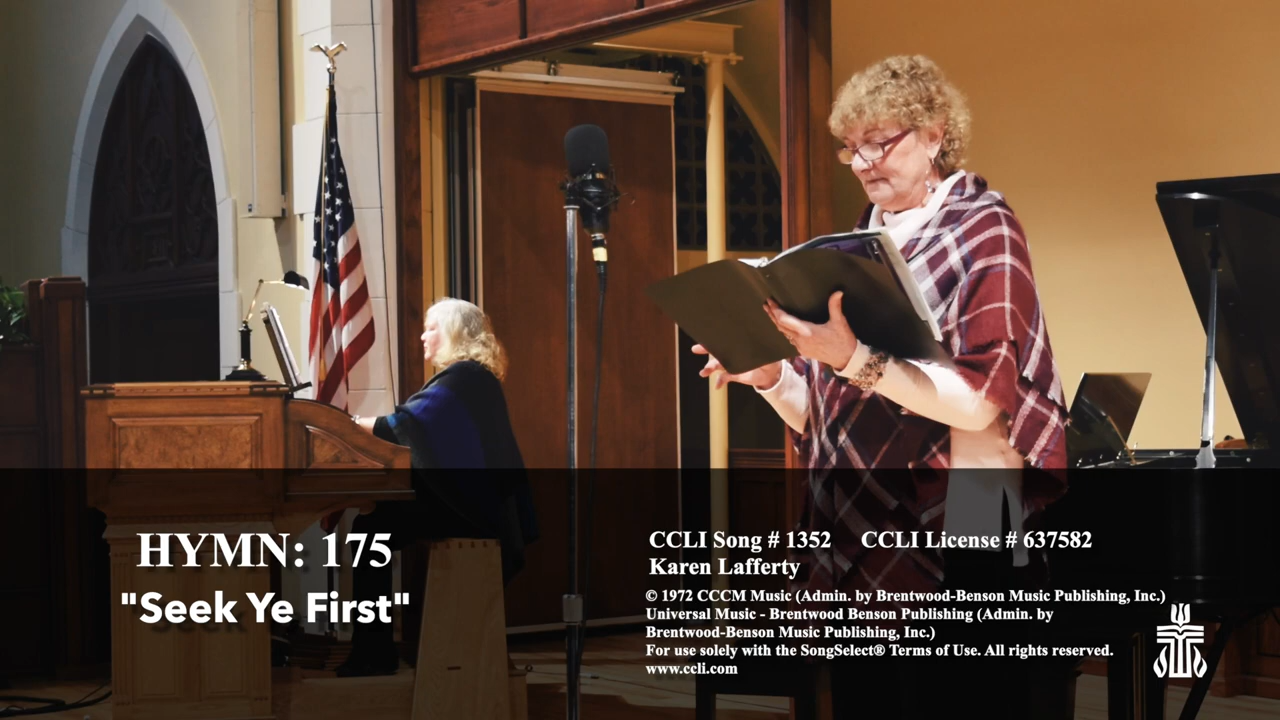 HYMN: 175
"Seek Ye First"
CCLI Song # 1352 CCLI License # 637582
Karen Lafferty
© 1972 CCCM Music (Admin. by Brentwood-Benson Music Publishing, Inc.)
Universal Music - Brentwood Benson Publishing (Admin. by
Brentwood-Benson Music Publishing, Inc.)
For use solely with the SongSelect® Terms of Use. All rights reserved.
www.ccli.com